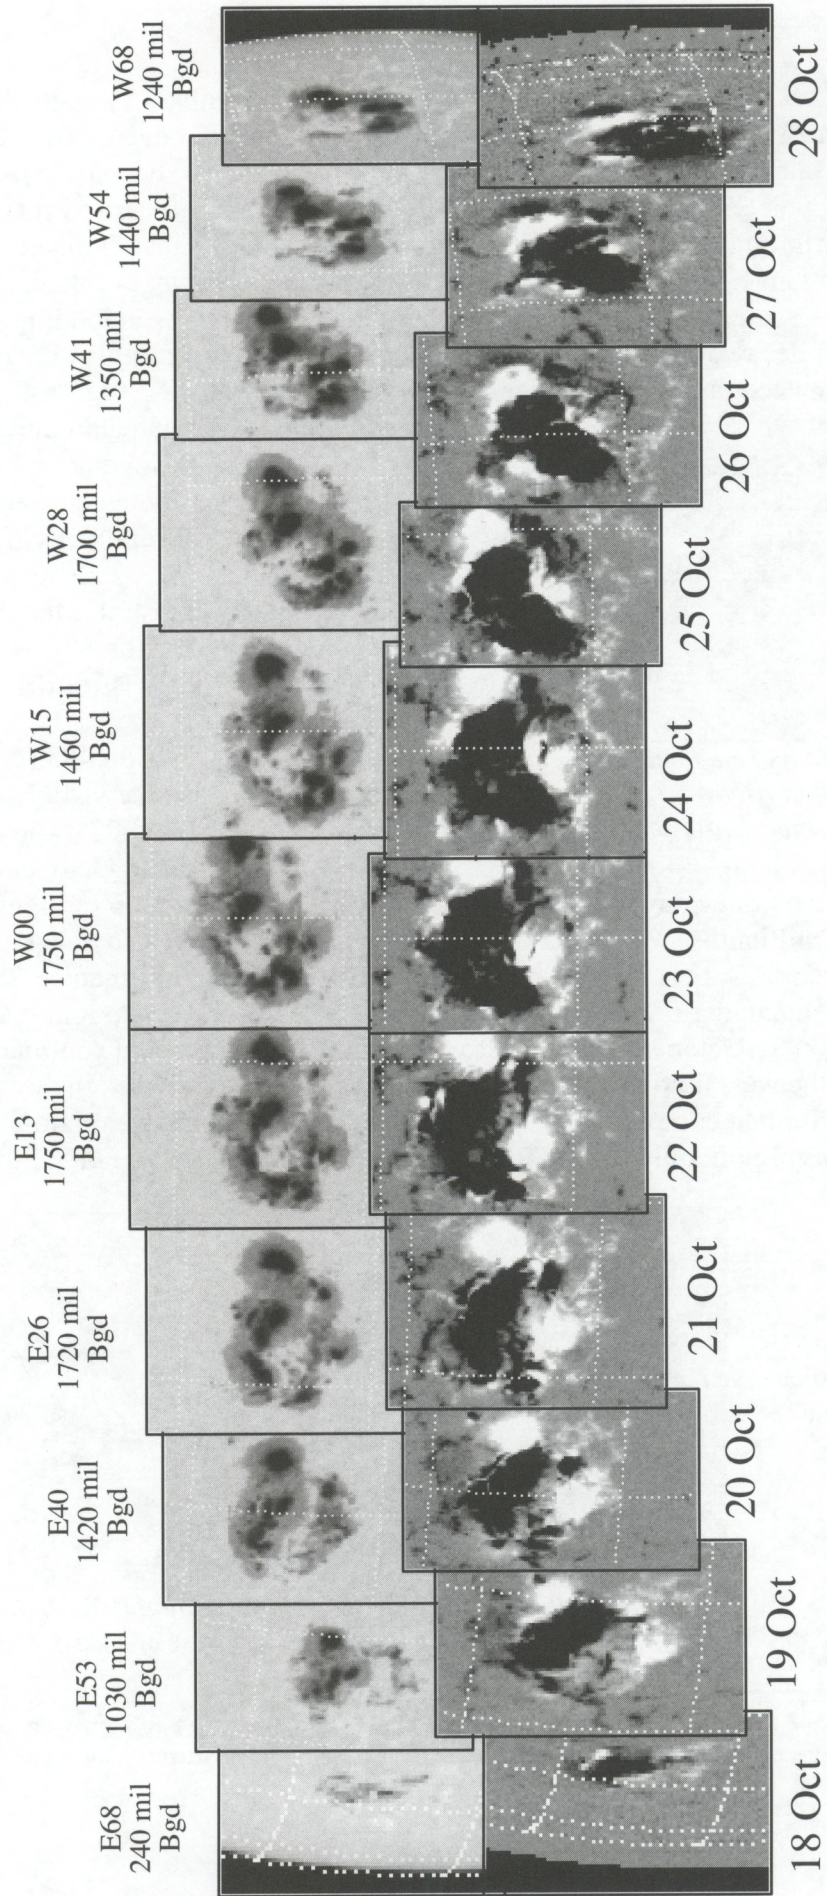 E68
240 mil
Bgd
E53
1030 mil
Bgd
E40
1420 mil
Bgd
E26
1720 mil
Bgd
E13
1750 mil
Bgd
W00
1750 mil
Bgd
W15
1460 mil
Bgd
W28
1700 mil
Bgd
W41
1350 mil
Bgd
W54
1440 mil
Bgd
W68
1240 mil
Bgd
18 Oct
19 Oct
20 Oct
21 Oct
22 Oct
23 Oct
24 Oct
25 Oct
26 Oct
27 Oct
28 Oct